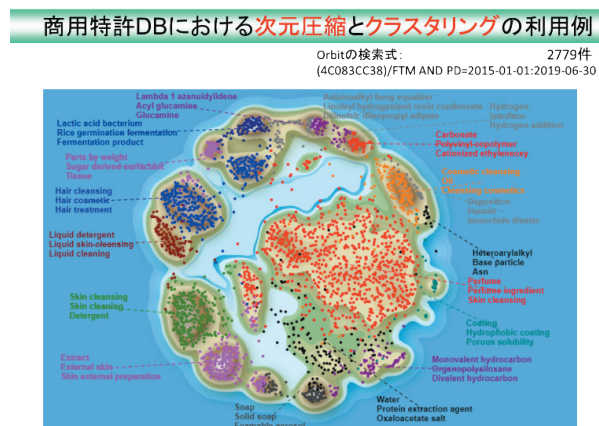 商用特許DBにおける次元圧縮とクラスタリングの利用例
Orbitの検索式: 2779件
(4C083CC38)/FTM AND PD=2015-01-01:2019-06-30
Lambda 1 azanuidylidene
Acyl glucamine
Glucamine
Lactic acid bacterium
Rice germination fermentation
Fermentation product
Parts by weight
Sugar derived surfactant
Tissue
Hair cleansing
Hair cosmetic
Hair treatment
Liquid detergent
Liquid skin cleansing
Liquid cleaning
Skin cleansing
Skin cleaning
Detergent
Extract
External skin
Skin external preparation
Soap
Solid soap
Hydrogen
Interface
Hydrogen addition
Carbonate
Polyvinyl copolymer
Cationized ethyleneoxy
Deposition
Human
Isosorbide diester
Heteroarylalkyl
Base particle
Asn
Perfume
Perfume ingredient
Skin cleansing
Coating
Hydrophobic coating
Porous solubility
Monovalent hydrocarbon
Organopolysiloxane
Divalent hydrocarbon
Water
Protein extraction agent
Oxaloacetate salt